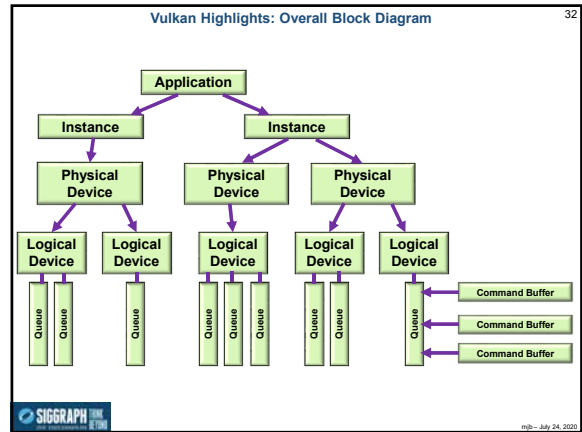 Vulkan Highlights: Overall Block Diagram
32
Application
Instance
Instance
Physical
Device
Physical
Device
Physical
Device
Logical
Device
Logical
Device
Logical
Device
Logical
Device
Logical
Device
Queue
Queue
Queue
Queue
Queue
Queue
Queue
Queue
Queue
Command Buffer
Command Buffer
Command Buffer
SIGGRAPH THINK
BEYOND
mjb – July 24, 2020